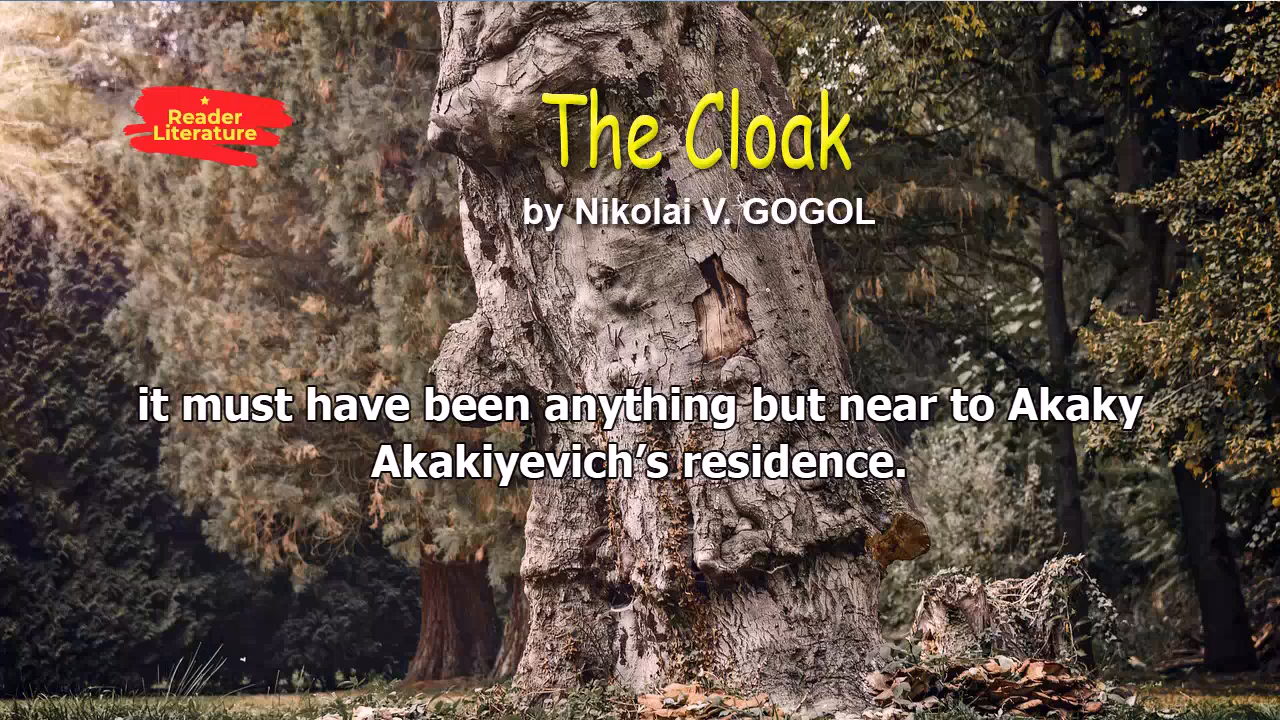 Reader
Literature
The Cloak
by Nikolai V. GOGOL
it must have been anything but near to Akaky
Akakiyevich’s residence.